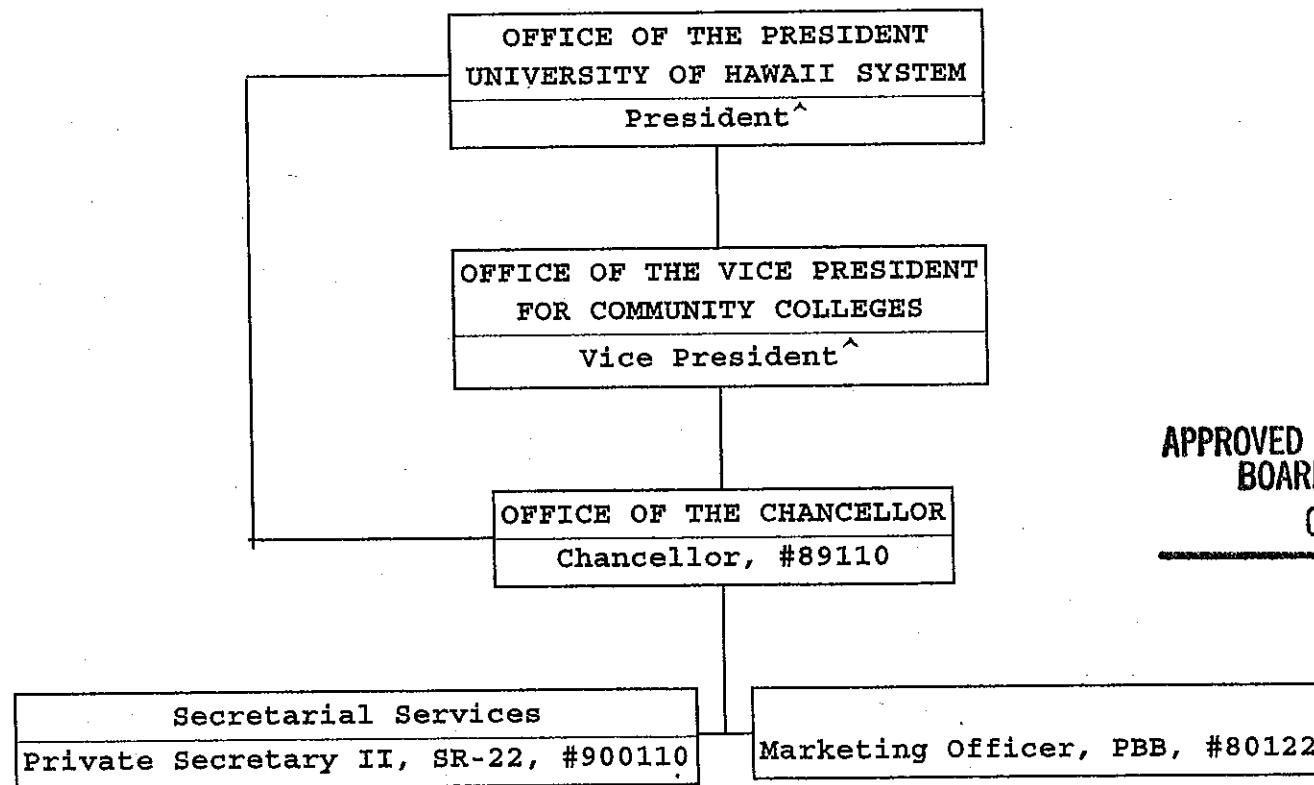 OFFICE OF THE PRESIDENT
UNIVERSITY OF HAWAII SYSTEM
President^
OFFICE OF THE VICE PRESIDENT
FOR COMMUNITY COLLEGES
Vice President^
APPROVED
BOAR
OFFICE OF THE CHANCELLOR
Chancellor, #89110
Secretarial Services
Private Secretary II, SR-22, #900110
Marketing Officer, PBB, #80122